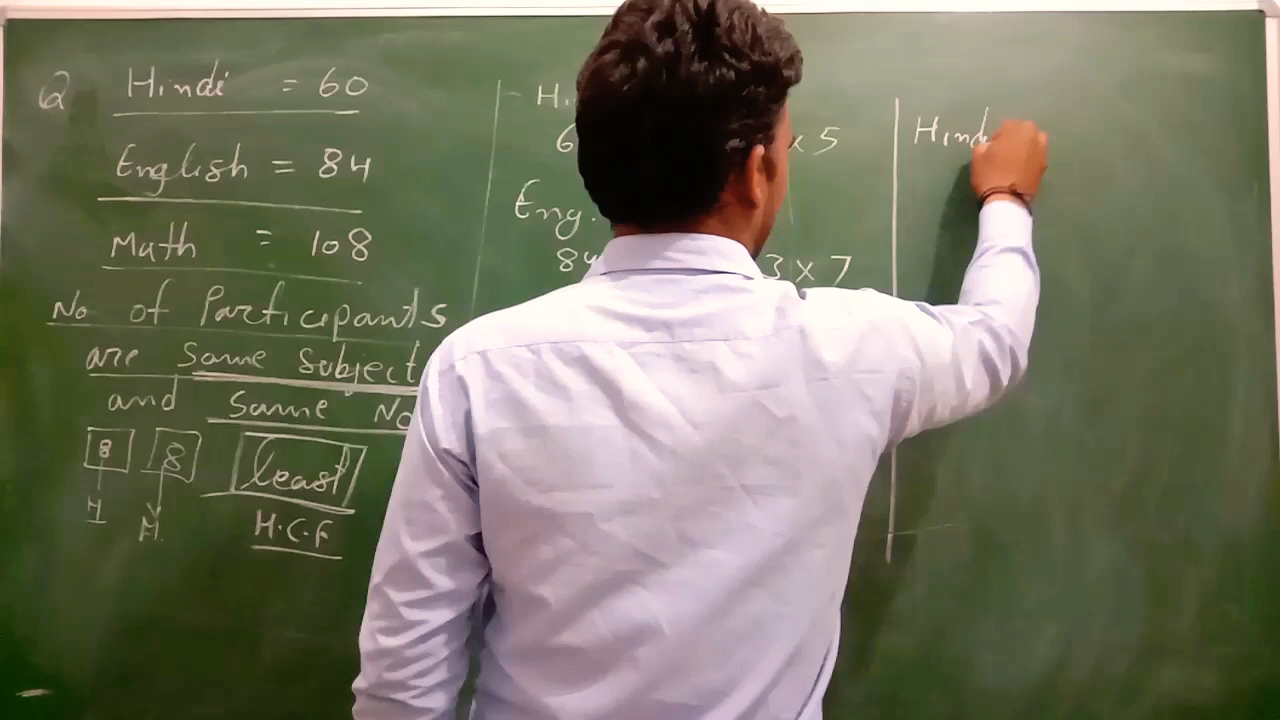 Q Hindi = 60
English = 84
Math = 108
No of Participants
are Same Subject
and Same No
8 8 least
H M. H.C.F
H.
6 x 5
Eng.
84 3 x 7
Hindi